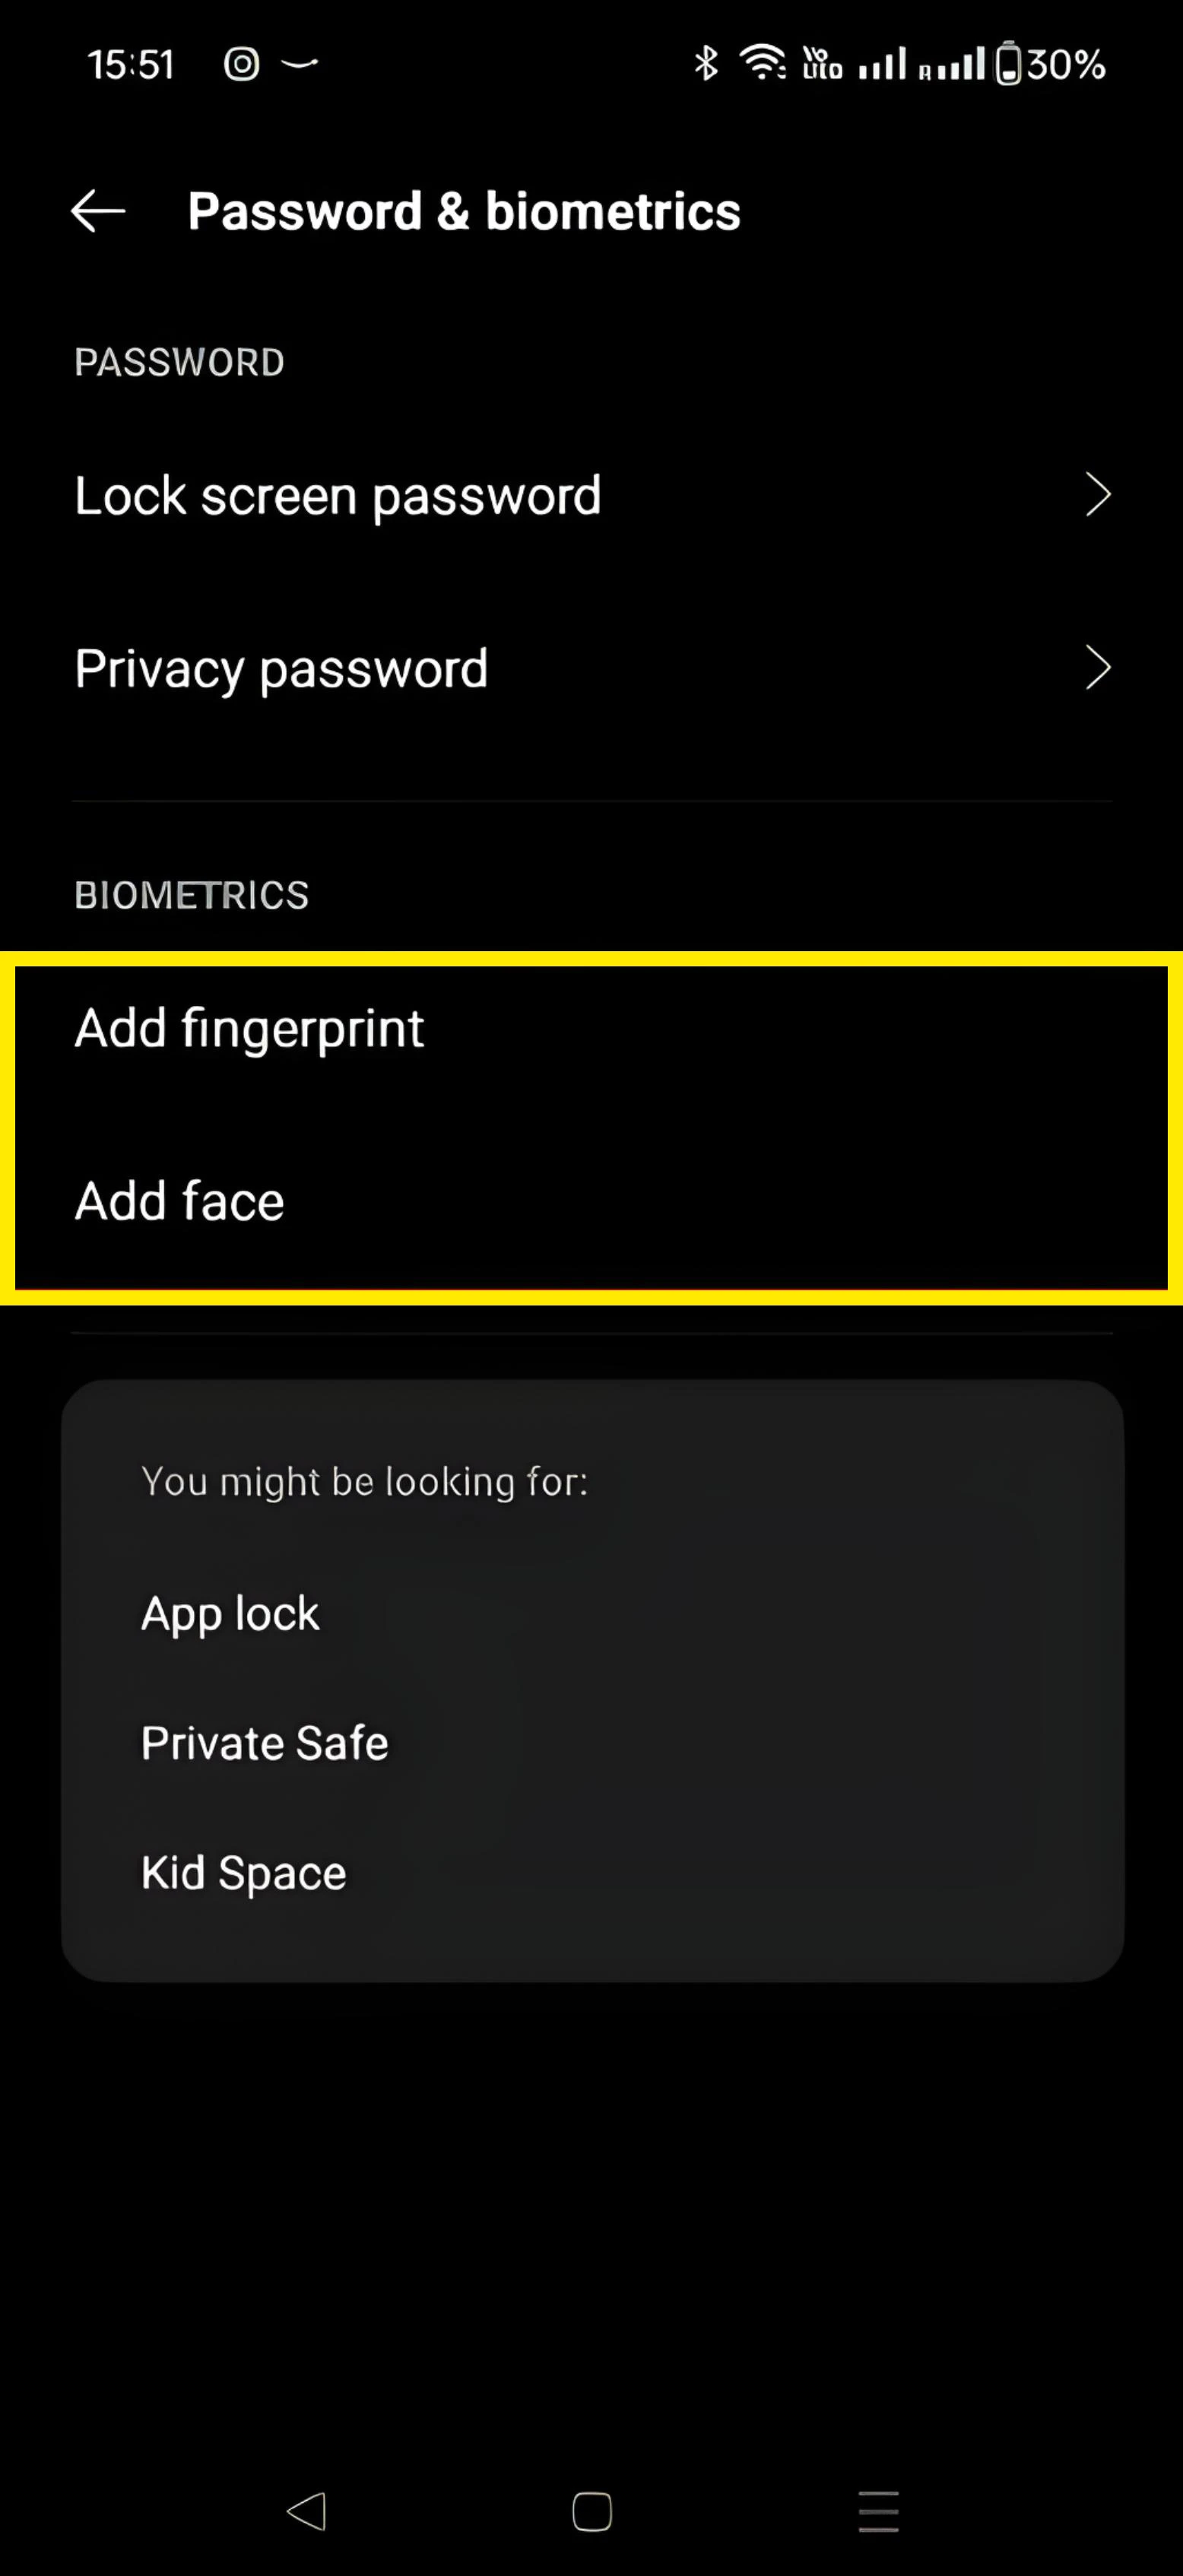 15:51 30%
Password & biometrics
PASSWORD
Lock screen password
Privacy password
BIOMETRICS
Add fingerprint
Add face
You might be looking for:
App lock
Private Safe
Kid Space